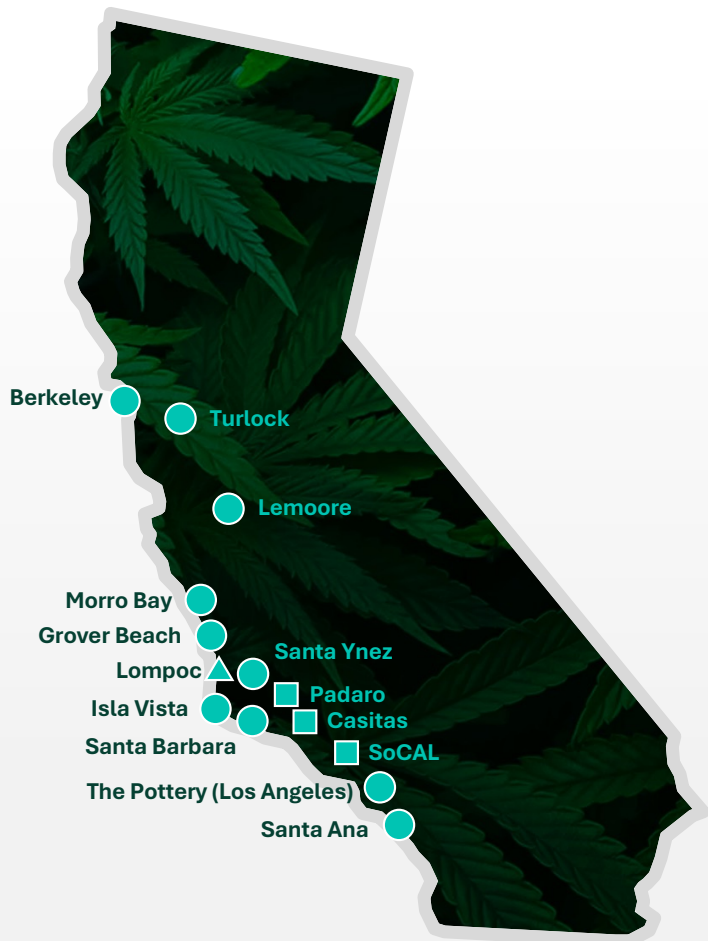 Berkeley
Turlock
Lemoore
Morro Bay
Grover Beach
Santa Ynez
Lompoc
Padaro
Isla Vista
Casitas
Santa Barbara
SoCAL
The Pottery (Los Angeles)
Santa Ana